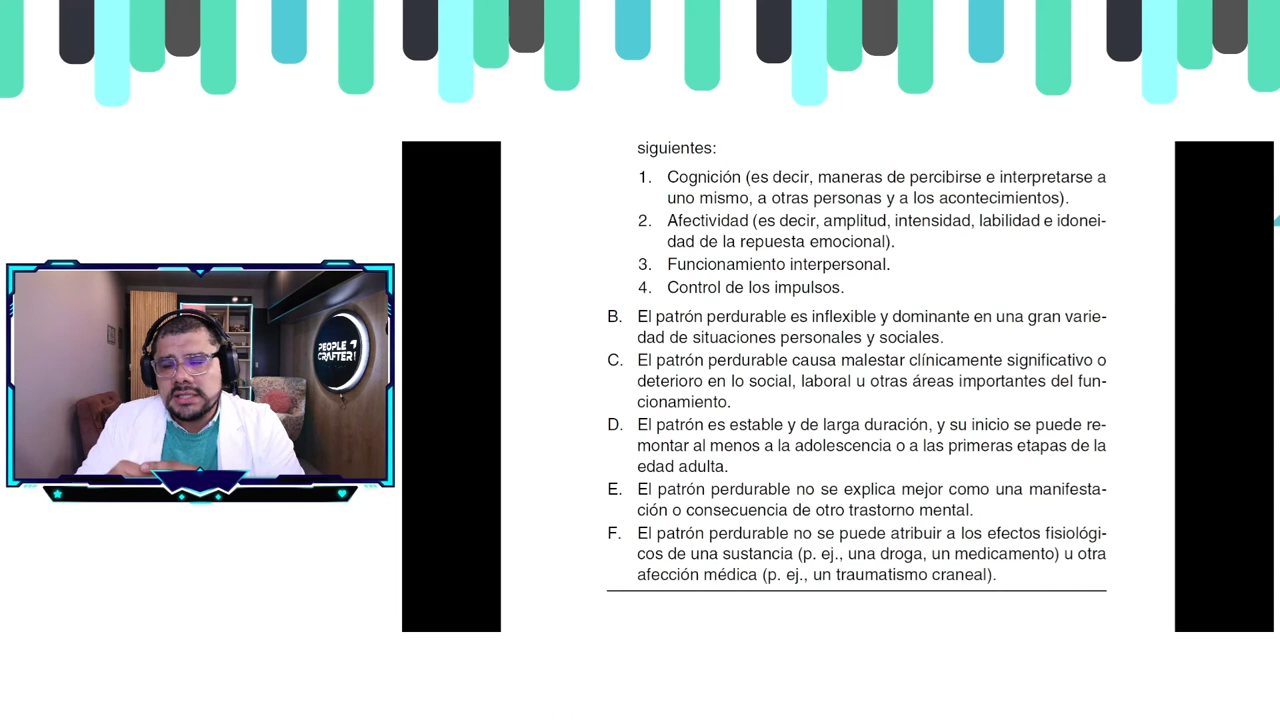 siguientes:
1. Cognición (es decir, maneras de percibirse e interpretarse a
uno mismo, a otras personas y a los acontecimientos).
2. Afectividad (es decir, amplitud, intensidad, labilidad e idonei-
dad de la repuesta emocional).
3. Funcionamiento interpersonal.
4. Control de los impulsos.
B. El patrón perdurable es inflexible y dominante en una gran varie-
dad de situaciones personales y sociales.
C. El patrón perdurable causa malestar clínicamente significativo o
deterioro en lo social, laboral u otras áreas importantes del fun-
cionamiento.
D. El patrón es estable y de larga duración, y su inicio se puede re-
montar al menos a la adolescencia o a las primeras etapas de la
edad adulta.
E. El patrón perdurable no se explica mejor como una manifesta-
ción o consecuencia de otro trastorno mental.
F. El patrón perdurable no se puede atribuir a los efectos fisiológi-
cos de una sustancia (p. ej., una droga, un medicamento) u otra
afección médica (p. ej., un traumatismo craneal).
PEOPLE
CRAFTER!